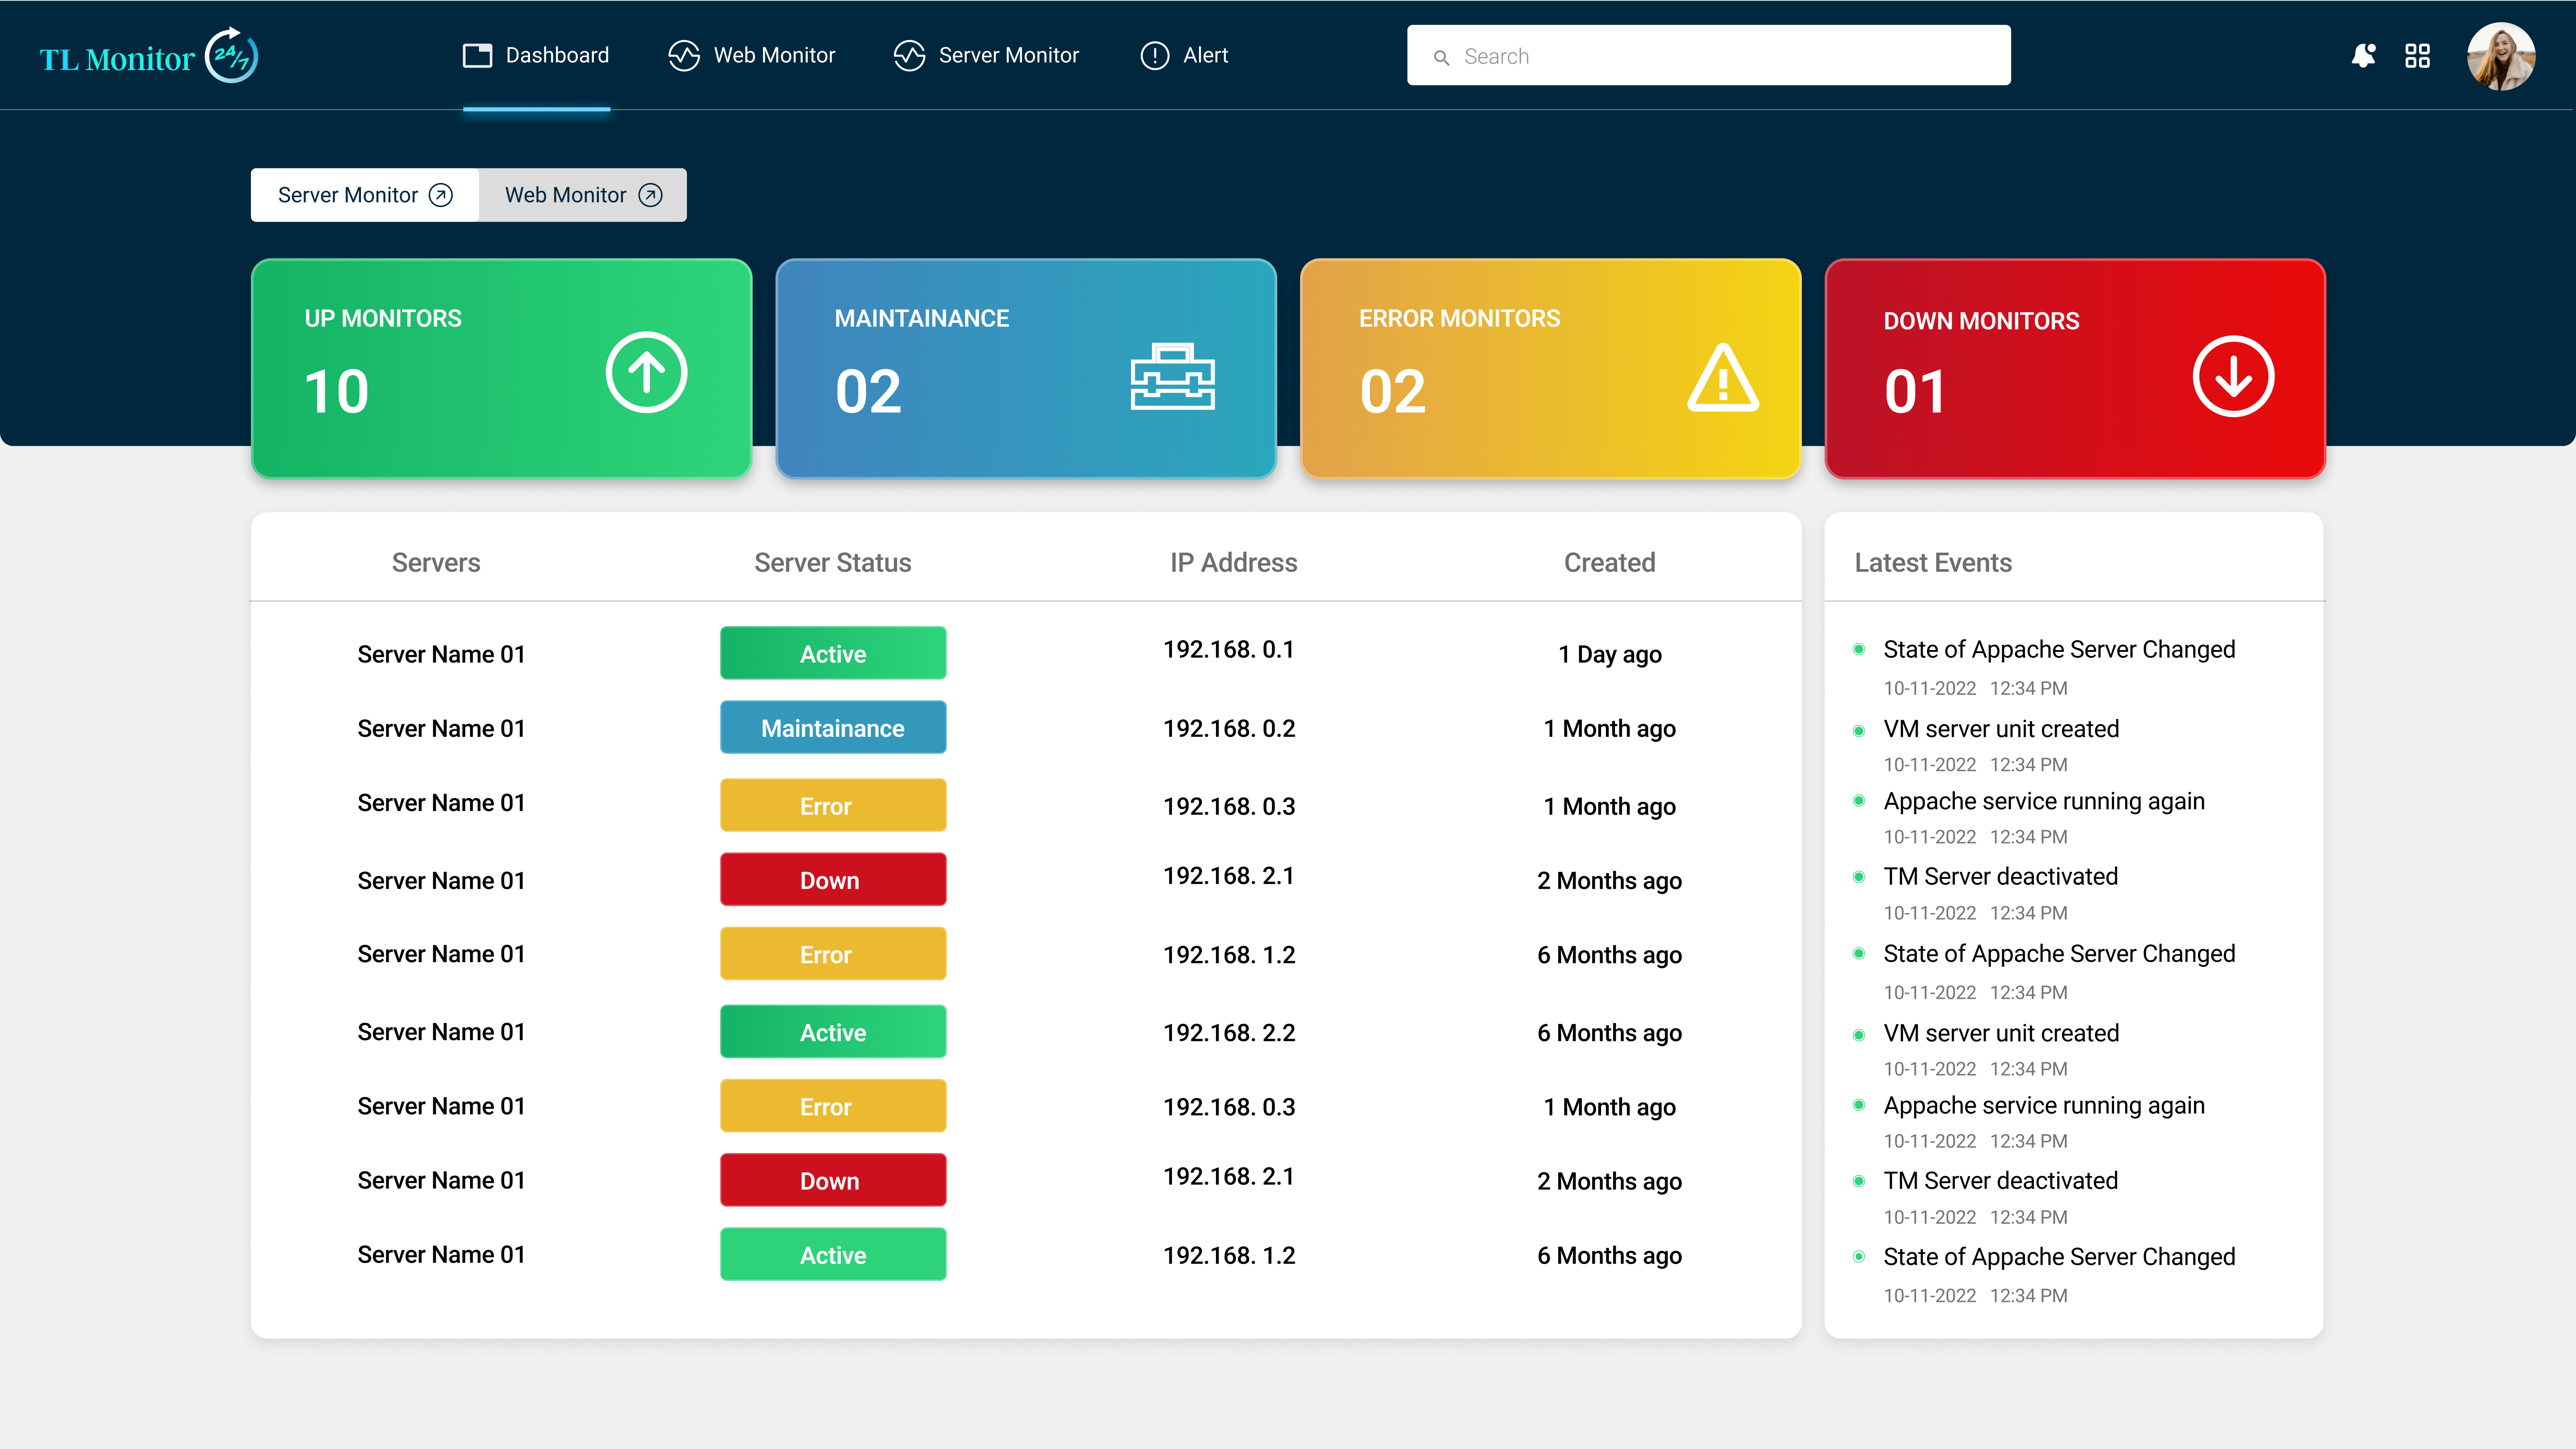 TL Monitor 24/7
Dashboard Web Monitor Server Monitor Alert Search
Server Monitor Web Monitor
UP MONITORS
10
MAINTAINANCE
02
ERROR MONITORS
02
DOWN MONITORS
01
Servers Server Status IP Address Created
Server Name 01 Active 192.168. 0.1 1 Day ago
Server Name 01 Maintainance 192.168. 0.2 1 Month ago
Server Name 01 Error 192.168. 0.3 1 Month ago
Server Name 01 Down 192.168. 2.1 2 Months ago
Server Name 01 Error 192.168. 1.2 6 Months ago
Server Name 01 Active 192.168. 2.2 6 Months ago
Server Name 01 Error 192.168. 0.3 1 Month ago
Server Name 01 Down 192.168. 2.1 2 Months ago
Server Name 01 Active 192.168. 1.2 6 Months ago
Latest Events
State of Appache Server Changed
10-11-2022 12:34 PM
VM server unit created
10-11-2022 12:34 PM
Appache service running again
10-11-2022 12:34 PM
TM Server deactivated
10-11-2022 12:34 PM
State of Appache Server Changed
10-11-2022 12:34 PM
VM server unit created
10-11-2022 12:34 PM
Appache service running again
10-11-2022 12:34 PM
TM Server deactivated
10-11-2022 12:34 PM
State of Appache Server Changed
10-11-2022 12:34 PM